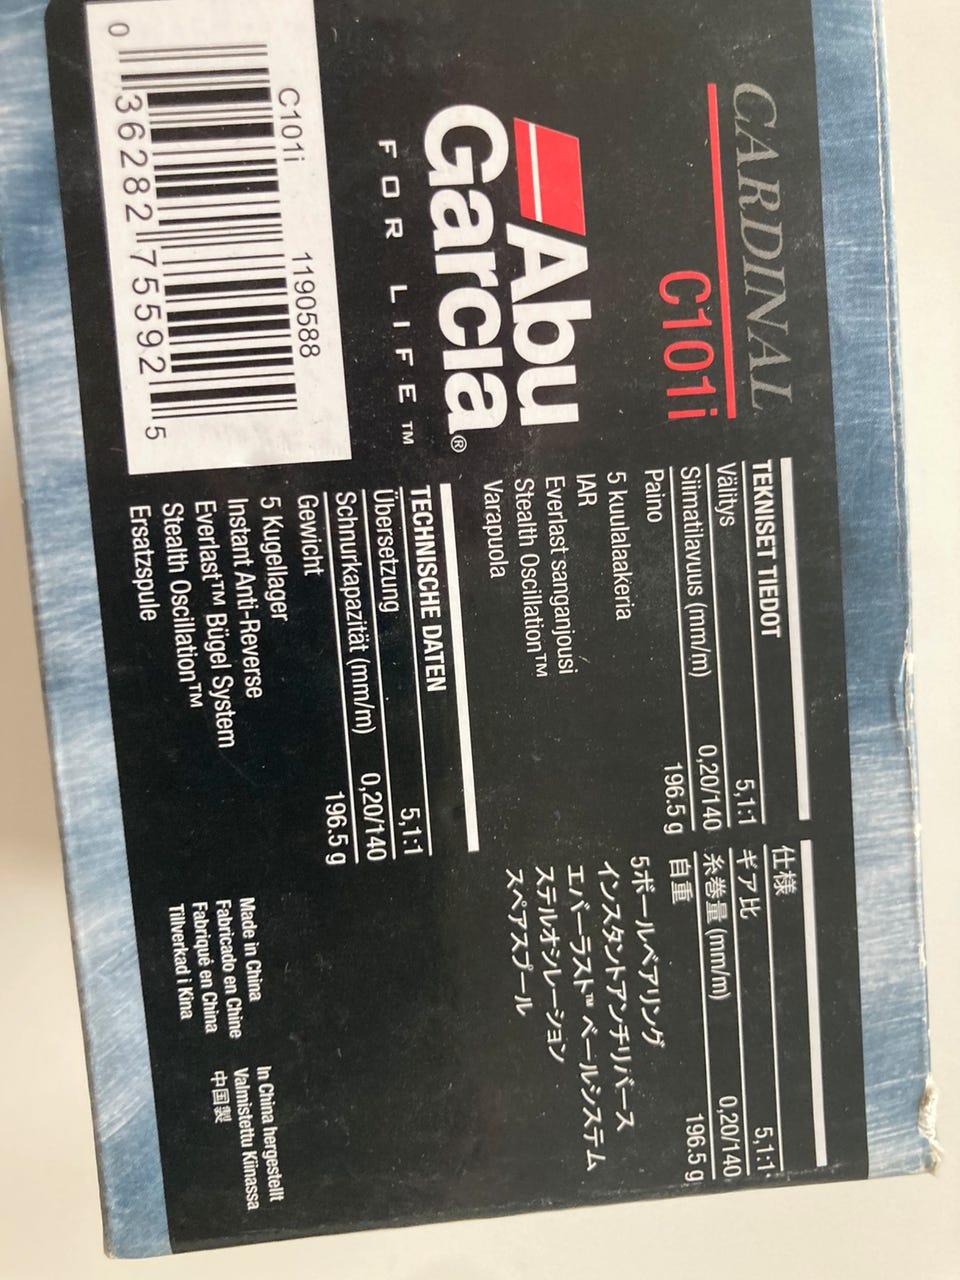 CARDINAL
C101i
Abu
Garcia®
FOR LIFE™
C101i 1190588
0 36282 75592 5
TEKNISET TIEDOT
Välitys 5,1:1
Siimatilavuus (mm/m) 0,20/140
Paino 196.5 g
5 kuulalaakeria
IAR
Everlast sanganjousi
Stealth Oscillation™
Varapuola
TECHNISCHE DATEN
Übersetzung 5,1:1
Schnurkapazität (mm/m) 0,20/140
Gewicht 196.5 g
5 Kugellager
Instant Anti-Reverse
Everlast™ Bügel System
Stealth Oscillation™
Ersatzspule
仕様
ギア比 5,1:1
糸巻量 (mm/m) 0,20/140
自重 196.5 g
5ボールベアリング
インスタントアンチリバース
エバーラスト™ ベールシステム
ステルオシレーション
スペアスプール
Made in China
Fabricado en Chine
Fabriqué en China
Tillverkad i Kina
In China hergestellt
Valmistettu Kiinassa
中国製